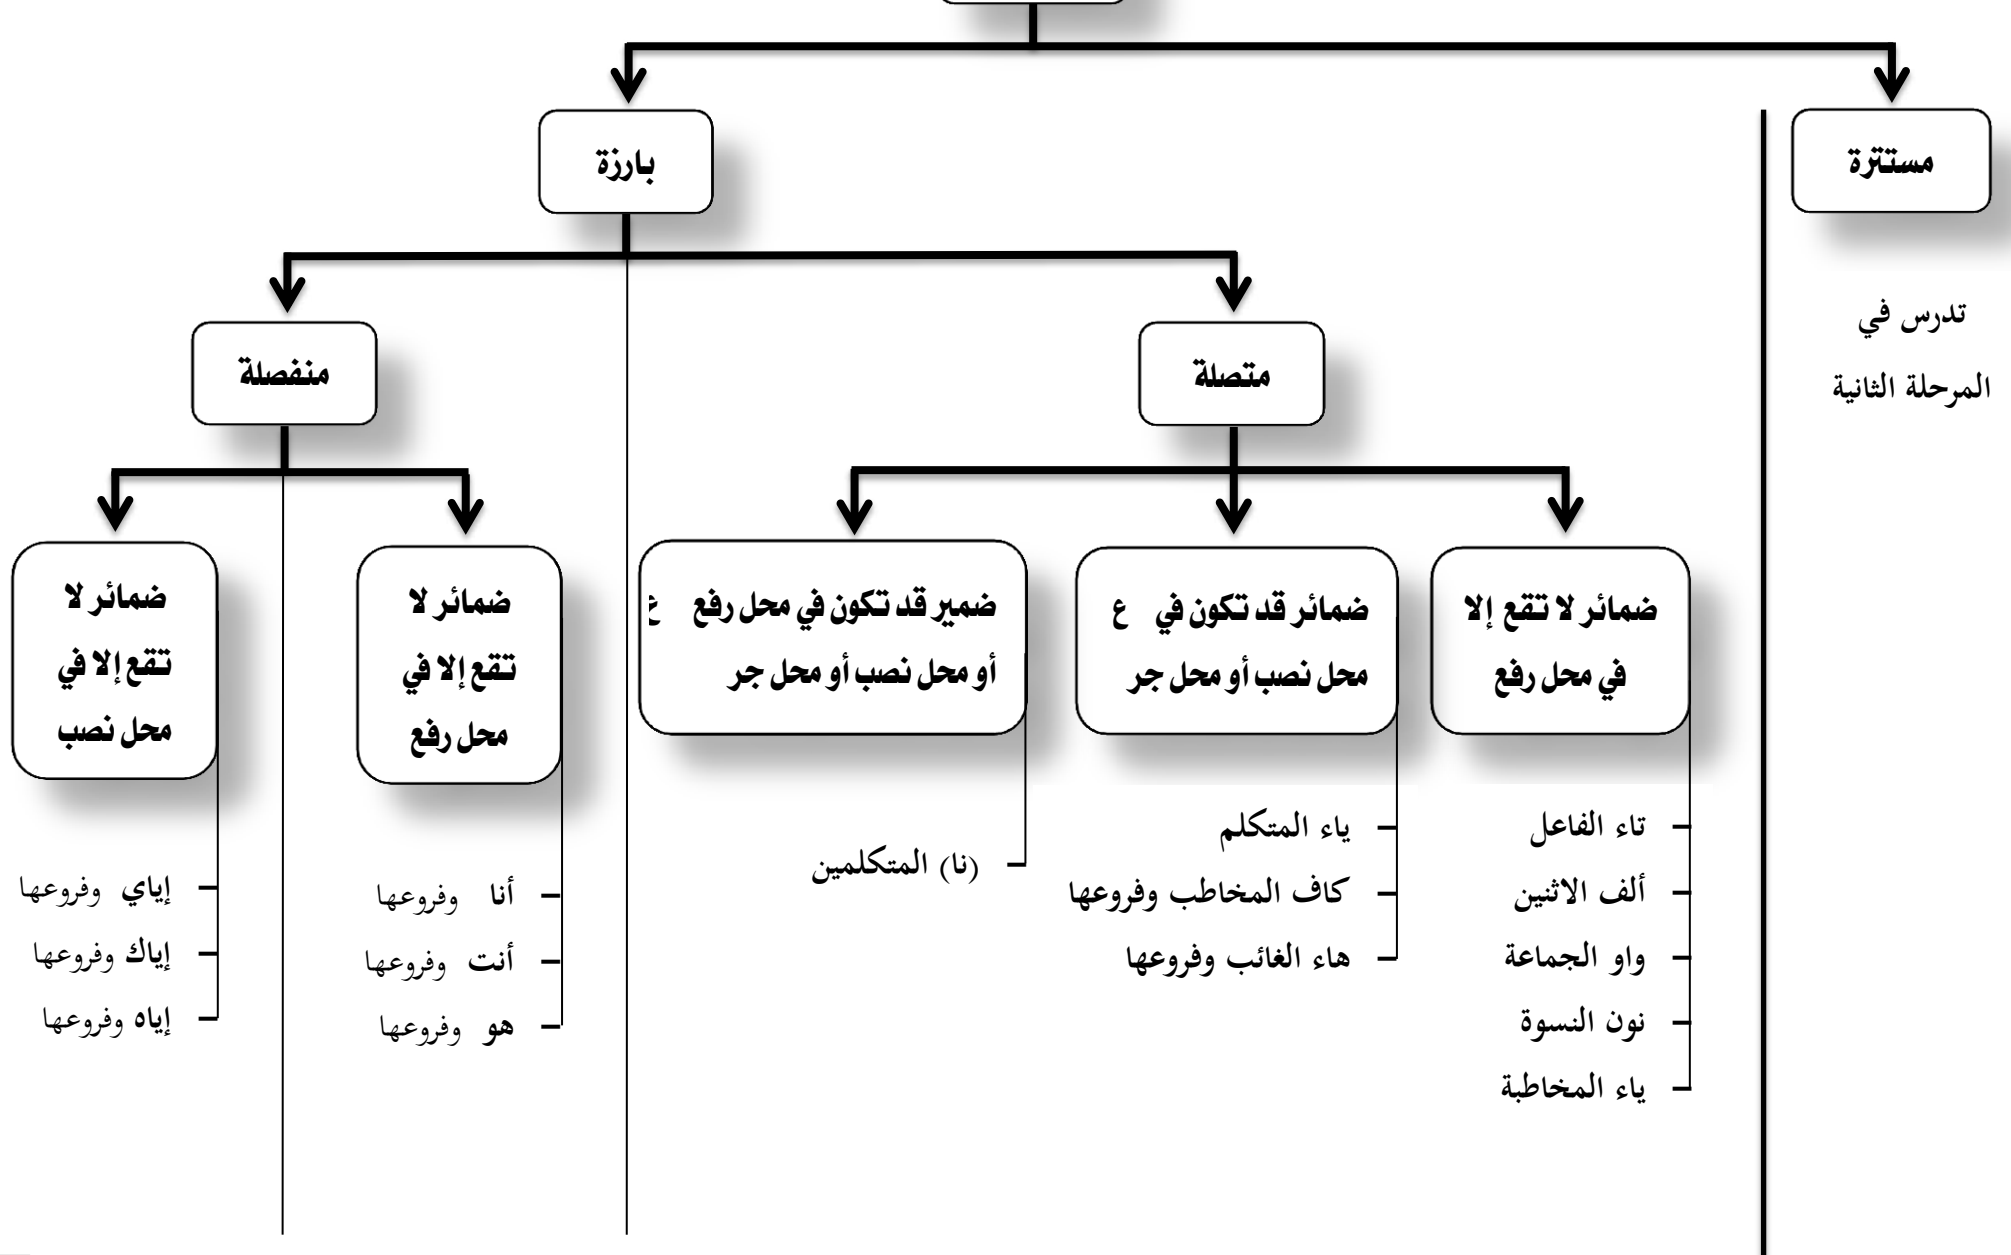 مستترة
تدرس في
المرحلة الثانية
بارزة
متصلة
ضمائر لا تقع إلا
في محل رفع
- تاء الفاعل
- ألف الاثنين
- واو الجماعة
- نون النسوة
- ياء المخاطبة
ضمائر قد تكون في ع
محل نصب أو محل جر
- ياء المتكلم
- كاف المخاطب وفروعها
- هاء الغائب وفروعها
ضمير قد تكون في محل رفع ع
أو محل نصب أو محل جر
- (نا) المتكلمين
منفصلة
ضمائر لا
تقع إلا في
محل رفع
- أنا وفروعها
- أنت وفروعها
- هو وفروعها
ضمائر لا
تقع إلا في
محل نصب
- إياي وفروعها
- إياك وفروعها
- إياه وفروعها